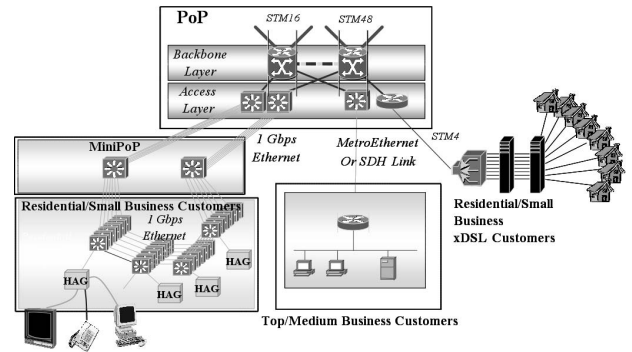 PoP
STM16
STM48
Backbone
Layer
Access
Layer
1 Gbps
Ethernet
MetroEthernet
Or SDH Link
STM4
MiniPoP
Residential/Small Business Customers
1 Gbps
Ethernet
HAG
HAG
HAG
HAG
Residential/Small
Business
xDSL Customers
Top/Medium Business Customers